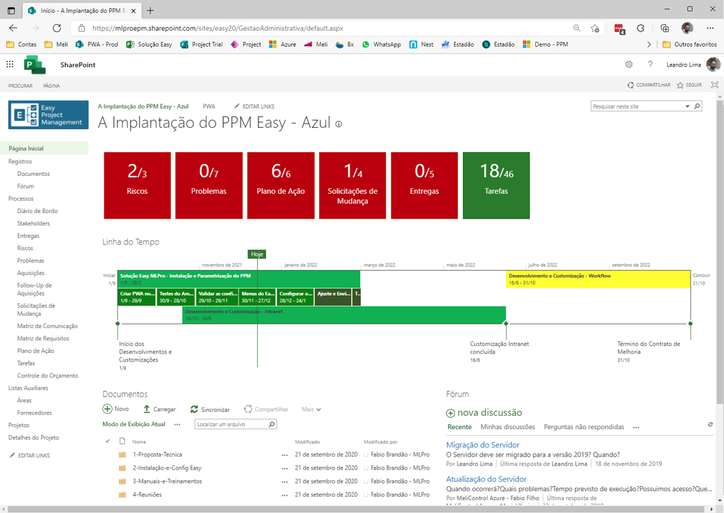 Início - A Implantação do PPM E
https://mlproepm.sharepoint.com/sites/easy20/GestaoAdministrativa/default.aspx
Contas
Meli
PWA - Prod
Solução Easy
Project Trial
Project
Azure
Meli
Bx
WhatsApp
Nest
Estadão
Estadão
Demo - PPM
Outros favoritos
SharePoint
Leandro Lima
PROCURAR PÁGINA
COMPARTILHAR SEGUIR
Easy
Project
Management
A Implantação do PPM Easy - Azul PWA EDITAR LINKS
A Implantação do PPM Easy - Azul
Pesquisar neste site
Página Inicial
Registros
Documentos
Fórum
Processos
Diário de Bordo
Stakeholders
Entregas
Riscos
Problemas
Aquisições
Follow-Up de
Aquisições
Solicitações de
Mudança
Matriz de Comunicação
Matriz de Requisitos
Plano de Ação
Tarefas
Controle do Orçamento
Listas Auxiliares
Áreas
Fornecedores
Projetos
Detalhes do Projeto
EDITAR LINKS
2/3
Riscos
0/7
Problemas
6/6
Plano de Ação
1/4
Solicitações de
Mudança
0/5
Entregas
18/46
Tarefas
Linha do Tempo
Hoje
novembro de 2021
janeiro de 2022
março de 2022
maio de 2022
julho de 2022
setembro de 2022
Iniciar
1/9
Concluir
31/10
Solução Easy MLPro - Instalação e Parametrização do PPM
Desenvolvimento e Customização - Workflow
16/6 - 31/10
Criar PWA no...
1/9 - 29/9
Testes do Am...
30/9 - 28/10
Validar as confi...
29/10 - 29/11
Menus do Ea...
30/11 - 27/12
Configurar o...
28/12 - 24/1
Ajuste e Envi...
T...
Desenvolvimento e Customização - Intranet
Início dos
Desenvolvimentos e
Customizações
1/9
Customização Intranet
concluída
16/6
Término do Contrato de
Melhoria
31/10
Documentos
Novo Carregar Sincronizar Compartilhar Mais
Modo de Exibição Atual ... Localizar um arquivo
Nome Modificado Modificado por
1-Proposta-Tecnica ... 21 de setembro de 2020 Fabio Brandão - MLPro
2-Instalação-e-Config Easy ... 21 de setembro de 2020 Fabio Brandão - MLPro
3-Manuais-e-Treinamentos ... 21 de setembro de 2020 Fabio Brandão - MLPro
4-Reuniões ... 21 de setembro de 2020 Fabio Brandão - MLPro
Fórum
nova discussão
Recente Minhas discussões Perguntas não respondidas ...
Migração do Servidor
O Servidor deve ser migrado para a versão 2019? Quando?
Por Leandro Lima | Última resposta de Leandro Lima | 18 de novembro de 2019
Atualização do Servidor
Quando ocorrerá?Quais problemas?Tempo previsto de execução?Possuimos acesso?Que...
Por MeliControl Azure - Fabio Filho | Última resposta de